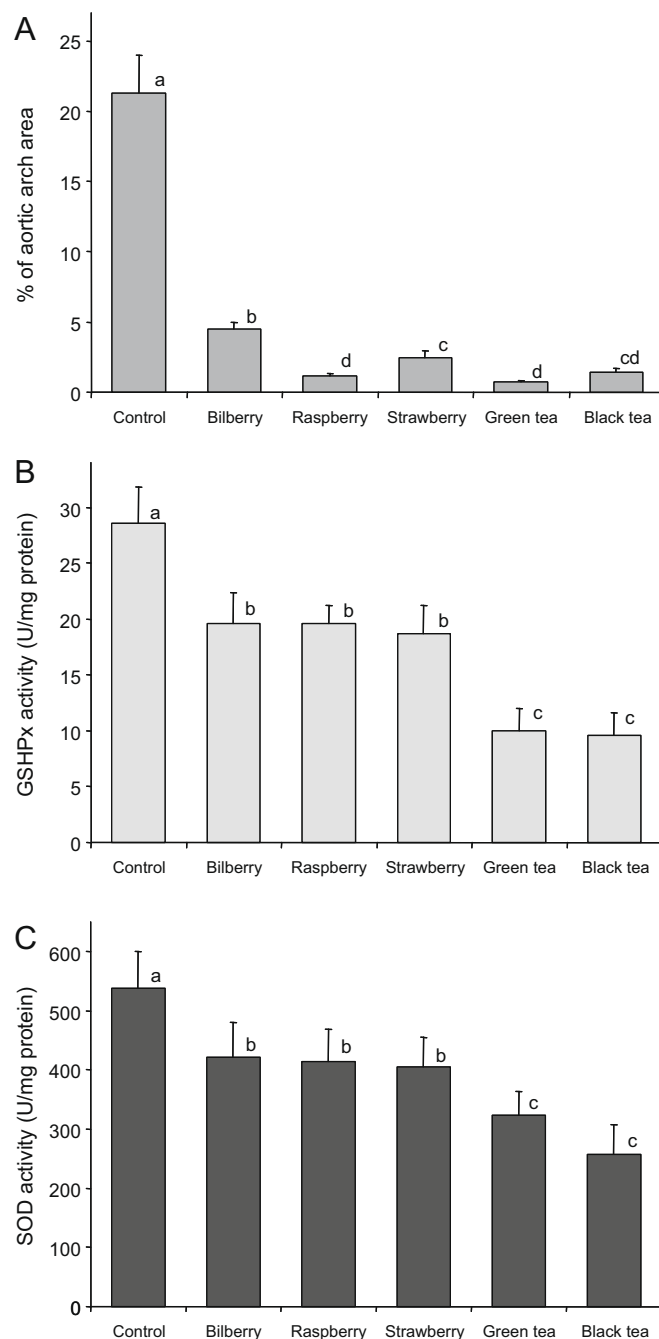 A
% of aortic arch area
25
20
15
10
5
0
a
b
d
c
d
cd
Control Bilberry Raspberry Strawberry Green tea Black tea
B
GSHPx activity (U/mg protein)
30
25
20
15
10
5
0
a
b
b
b
c
c
Control Bilberry Raspberry Strawberry Green tea Black tea
C
SOD activity (U/mg protein)
600
500
400
300
200
100
0
a
b
b
b
c
c
Control Bilberry Raspberry Strawberry Green tea Black tea